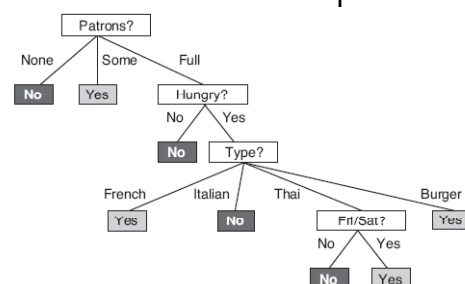 Patrons?
None Some Full
No Yes Hungry?
No Yes
No Type?
French Italian Thai Burger
Yes No Fri/Sat? Yes
No Yes
No Yes